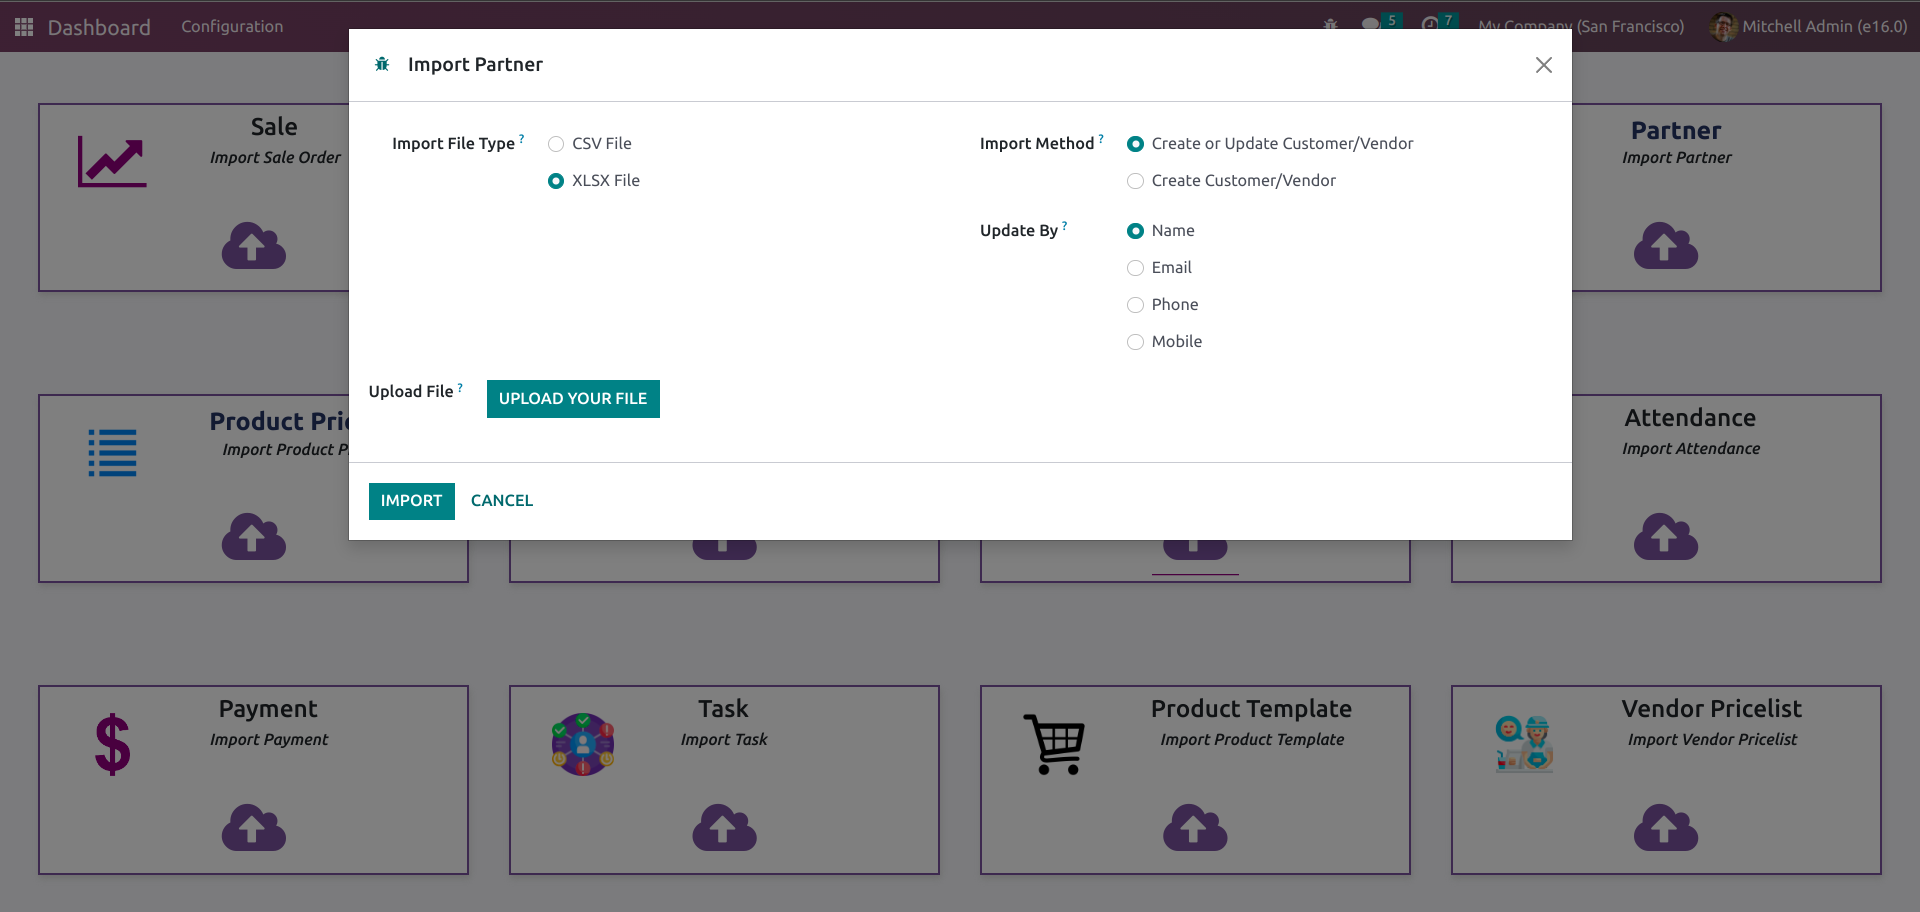 Dashboard Configuration 5 7 My Company (San Francisco) Mitchell Admin (e16.0)
Import Partner
Import File Type ?
CSV File
XLSX File
Import Method ?
Create or Update Customer/Vendor
Create Customer/Vendor
Update By ?
Name
Email
Phone
Mobile
Upload File ?
UPLOAD YOUR FILE
IMPORT CANCEL
Sale
Import Sale Order
Partner
Import Partner
Product
Import Product
Attendance
Import Attendance
Payment
Import Payment
Task
Import Task
Product Template
Import Product Template
Vendor Pricelist
Import Vendor Pricelist